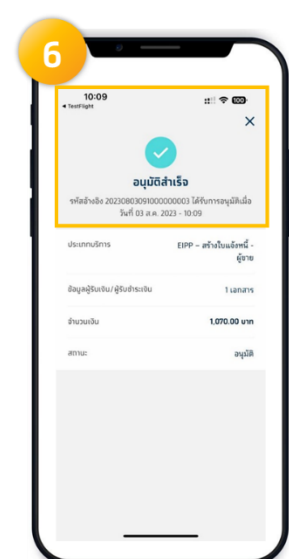 6
10:09
100
◄ TestFlight
อนุมัติสำเร็จ
รหัสอ้างอิง 2023080309100000003 ได้รับการอนุมัติเมื่อ
วันที่ 03 ส.ค. 2023 - 10:09
ประเภทบริการ
EIPP – สร้างใบแจ้งหนี้ -
ผู้ขาย
ข้อมูลผู้รับเงิน/ผู้รับชำระเงิน
1 เอกสาร
จำนวนเงิน
1,070.00 บาท
สถานะ
อนุมัติ